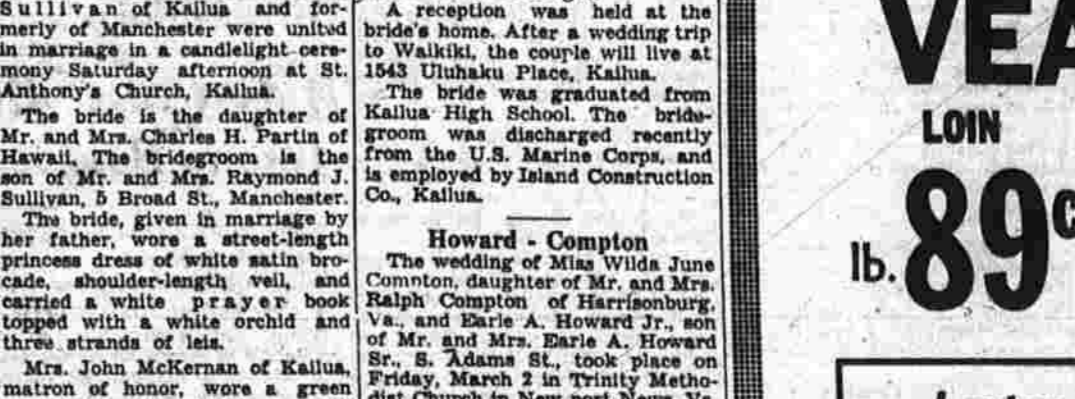 Sullivan of Kailua and for-
merly of Manchester were united
in marriage in a candlelight cere-
mony Saturday afternoon at St.
Anthony's Church, Kailua.
The bride is the daughter of
Mr. and Mrs. Charles H. Partin of
Hawaii. The bridegroom is the
son of Mr. and Mrs. Raymond J.
Sullivan, 5 Broad St., Manchester.
The bride, given in marriage by
her father, wore a street-length
princess dress of white satin bro-
cade, shoulder-length veil, and
carried a white prayer book
topped with a white orchid and
three strands of leis.
Mrs. John McKernan of Kailua,
matron of honor, wore a green
A reception was held at the
bride's home. After a wedding trip
to Waikiki, the couple will live at
1543 Uluhaku Place, Kailua.
The bride was graduated from
Kailua High School. The bride-
groom was discharged recently
from the U.S. Marine Corps, and
is employed by Island Construction
Co., Kailua.
Howard - Compton
The wedding of Miss Wilda June
Compton, daughter of Mr. and Mrs.
Ralph Compton of Harrisonburg,
Va., and Earle A. Howard Jr., son
of Mr. and Mrs. Earle A. Howard
Sr., S. Adams St., took place on
Friday, March 2 in Trinity Metho-
dist Church in New port News, Va.
VEA
LOIN
lb. 89c